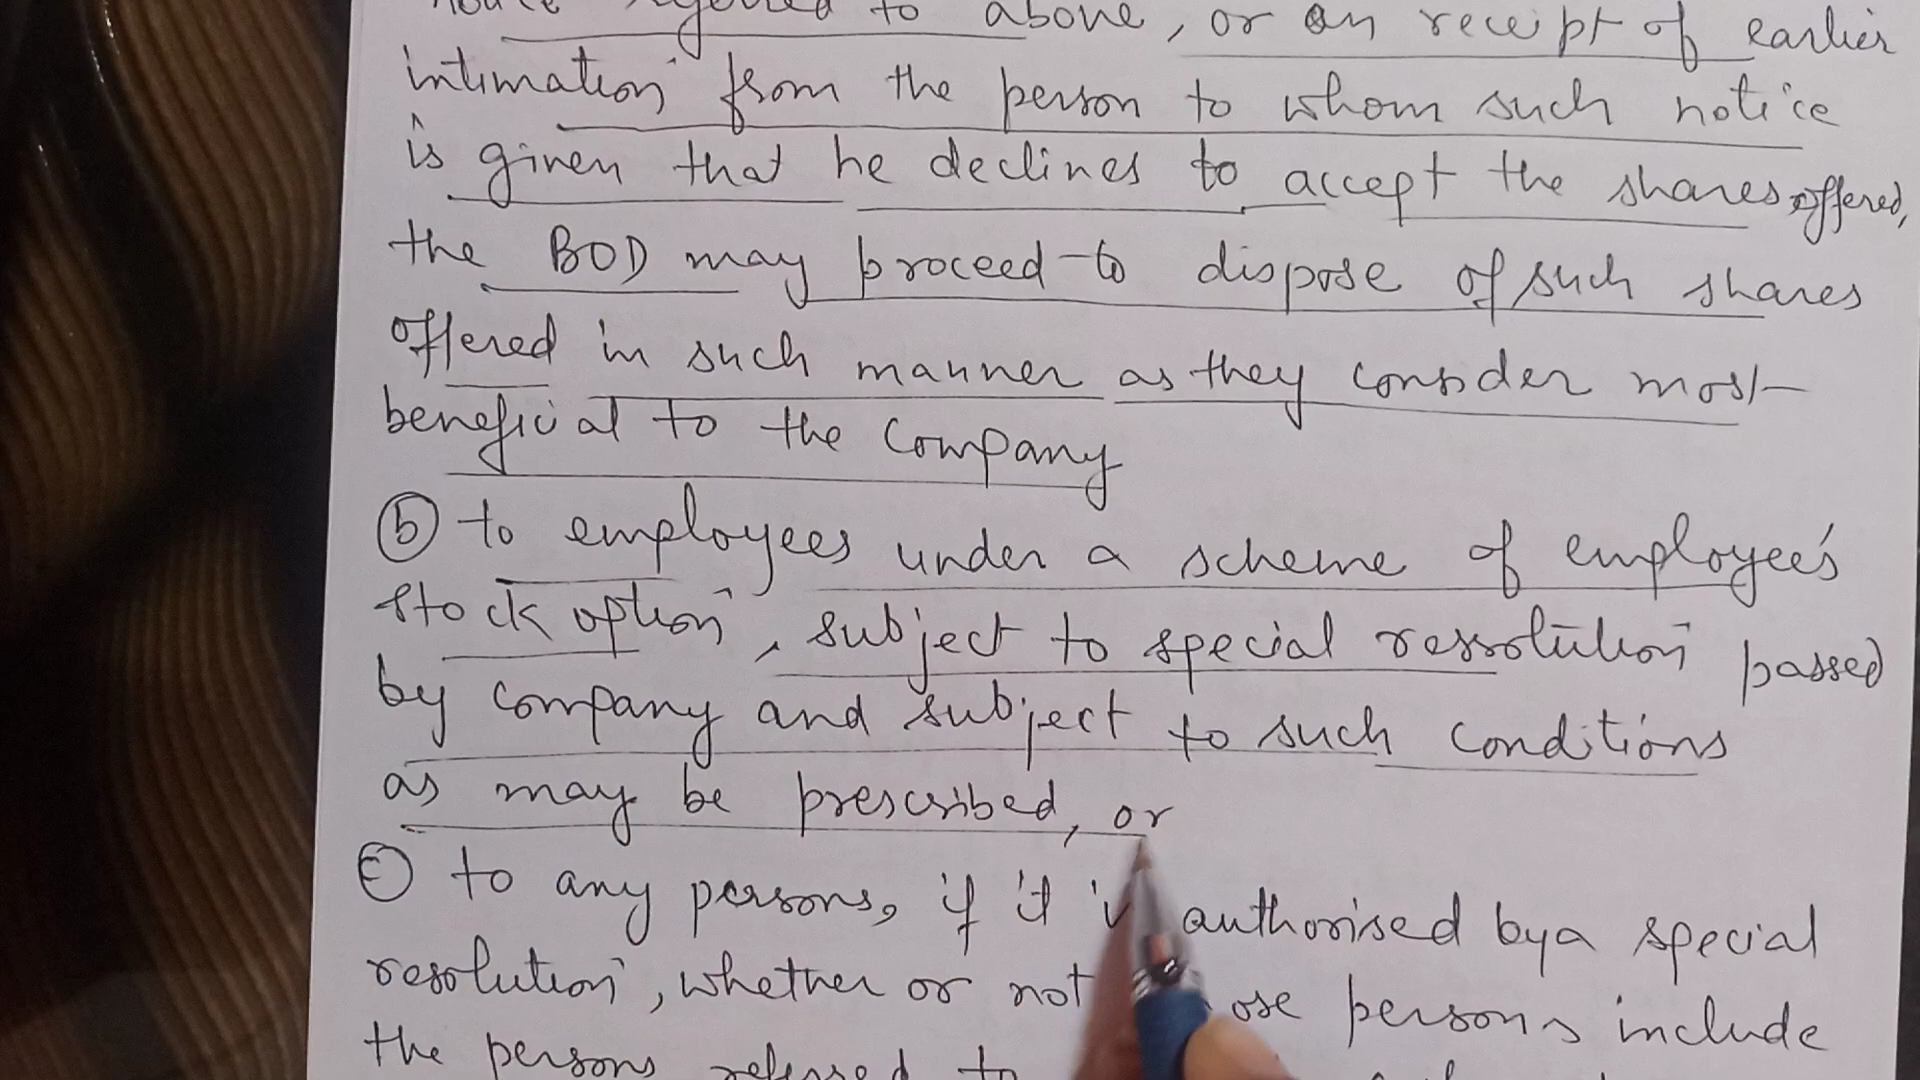 notice referred to above, or on receipt of earlier
intimation from the person to whom such notice
is given that he declines to accept the shares offered,
the BOD may proceed to dispose of such shares
offered in such manner as they consider most
beneficial to the Company
(b) to employees under a scheme of employee's
stock option, subject to special resolution passed
by company and subject to such conditions
as may be prescribed, or
(c) to any persons, if it is authorised by a special
resolution, whether or not those persons include
the persons referred to